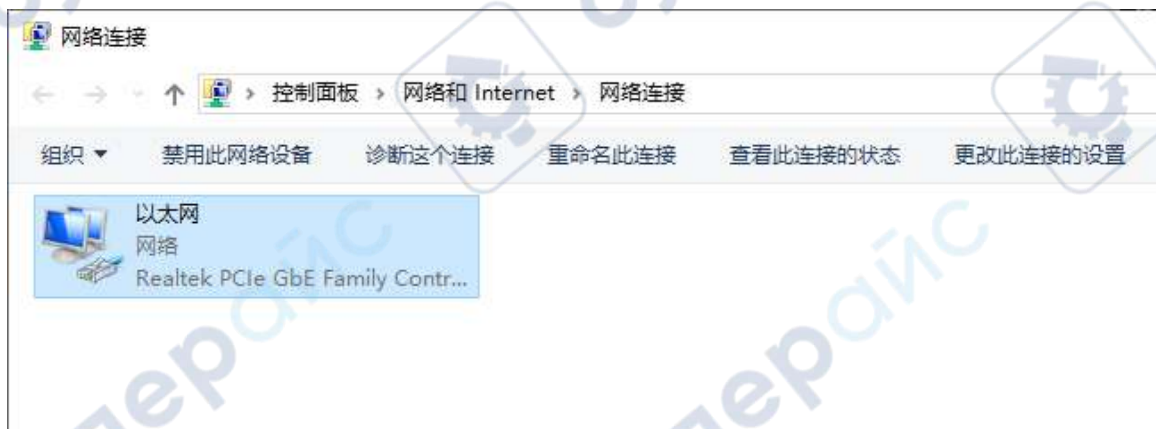 网络连接
控制面板 › 网络和 Internet › 网络连接
组织 禁用此网络设备 诊断这个连接 重命名此连接 查看此连接的状态 更改此连接的设置
以太网
网络
Realtek PCIe GbE Family Contr...